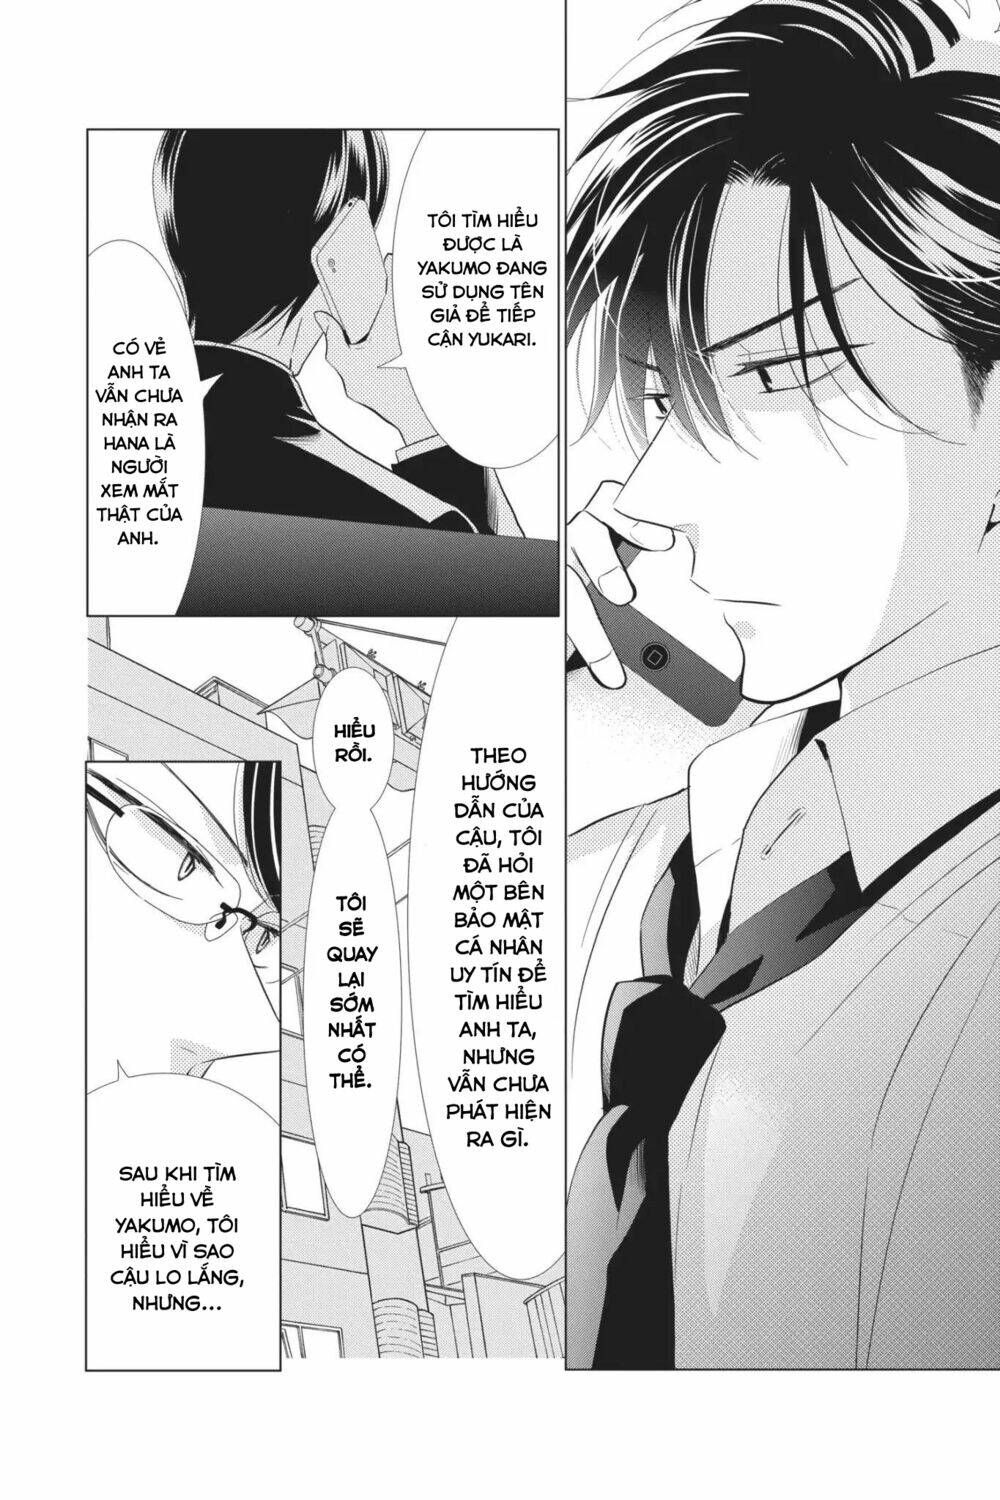 TÔI TÌM HIỂU
ĐƯỢC LÀ
YAKUMO ĐANG
SỬ DỤNG TÊN
GIẢ ĐỂ TIẾP
CẬN YUKARI.
CÓ VẺ
ANH TA
VẪN CHƯA
NHẬN RA
HANA LÀ
NGƯỜI
XEM MẮT
THẬT CỦA
ANH.
THEO
HƯỚNG
DẪN CỦA
CẬU, TÔI
ĐÃ HỎI
MỘT BÊN
BẢO MẬT
CÁ NHÂN
UY TÍN ĐỂ
TÌM HIỂU
ANH TA,
NHƯNG
VẪN CHƯA
PHÁT HIỆN
RA GÌ.
HIỂU
RỒI.
TÔI
SẼ
QUAY
LẠI
SỚM
NHẤT
CÓ
THỂ.
SAU KHI TÌM
HIỂU VỀ
YAKUMO, TÔI
HIỂU VÌ SAO
CẬU LO LẮNG,
NHƯNG...